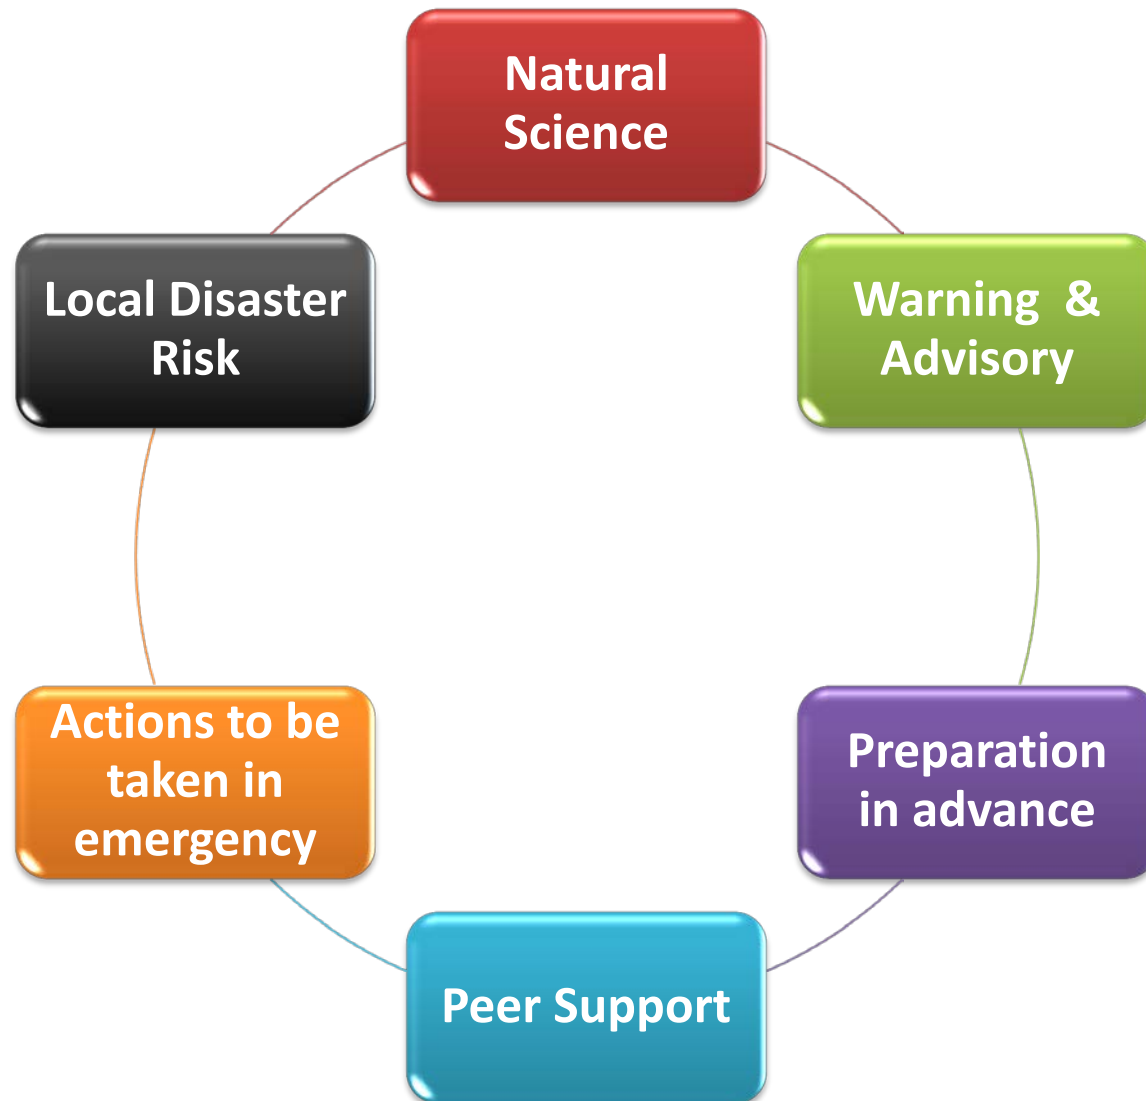 Natural
Science
Warning & 
Advisory
Preparation
in advance
Peer Support
Actions to be
taken in
emergency
Local Disaster
Risk